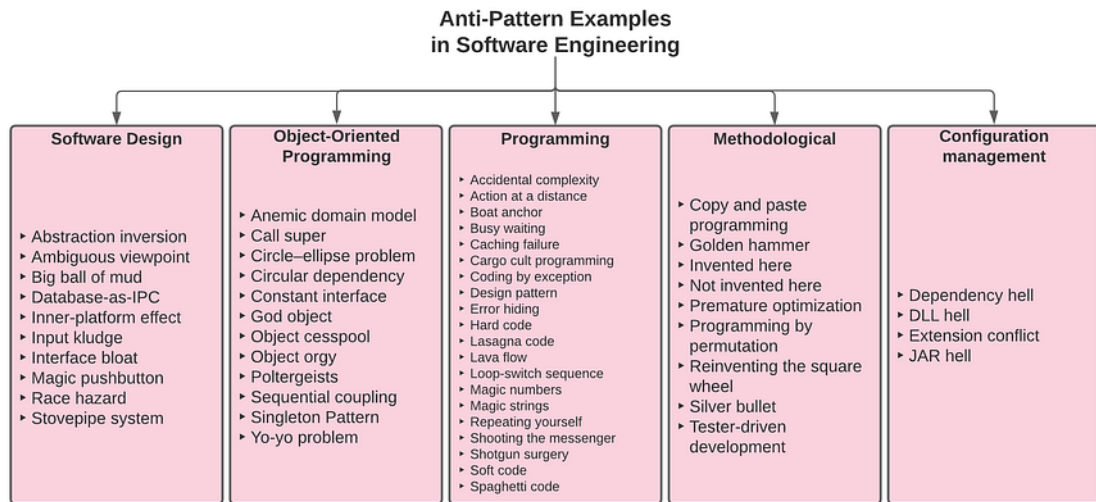 Anti-Pattern Examples
in Software Engineering
Software Design
‣ Abstraction inversion
‣ Ambiguous viewpoint
‣ Big ball of mud
‣ Database-as-IPC
‣ Inner-platform effect
‣ Input kludge
‣ Interface bloat
‣ Magic pushbutton
‣ Race hazard
‣ Stovepipe system
Object-Oriented
Programming
‣ Anemic domain model
‣ Call super
‣ Circle–ellipse problem
‣ Circular dependency
‣ Constant interface
‣ God object
‣ Object cesspool
‣ Object orgy
‣ Poltergeists
‣ Sequential coupling
‣ Singleton Pattern
‣ Yo-yo problem
Programming
‣ Accidental complexity
‣ Action at a distance
‣ Boat anchor
‣ Busy waiting
‣ Caching failure
‣ Cargo cult programming
‣ Coding by exception
‣ Design pattern
‣ Error hiding
‣ Hard code
‣ Lasagna code
‣ Lava flow
‣ Loop-switch sequence
‣ Magic numbers
‣ Magic strings
‣ Repeating yourself
‣ Shooting the messenger
‣ Shotgun surgery
‣ Soft code
‣ Spaghetti code
Methodological
‣ Copy and paste
programming
‣ Golden hammer
‣ Invented here
‣ Not invented here
‣ Premature optimization
‣ Programming by
permutation
‣ Reinventing the square
wheel
‣ Silver bullet
‣ Tester-driven
development
Configuration
management
‣ Dependency hell
‣ DLL hell
‣ Extension conflict
‣ JAR hell